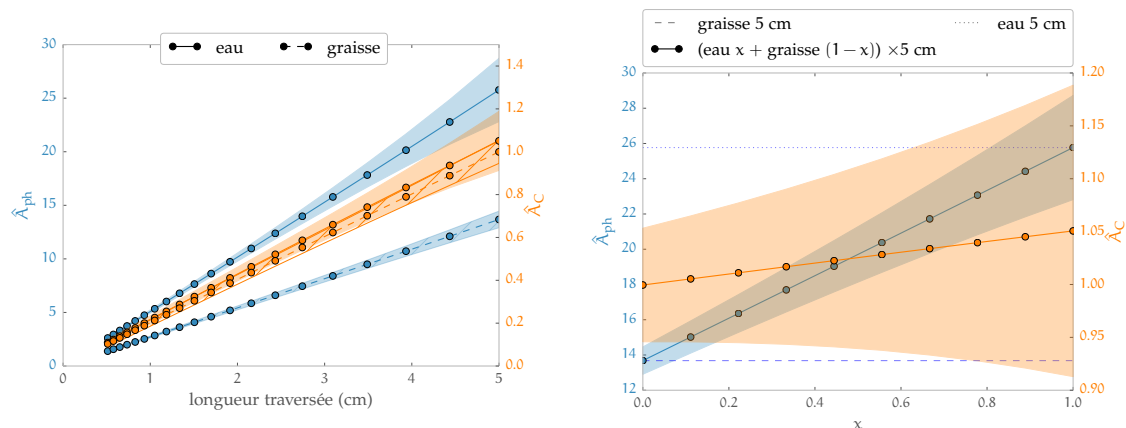 eau graisse
30
25
20
15
10
5
0
Âph
0 1 2 3 4 5
longueur traversée (cm)
1.4
1.2
1.0
0.8
0.6
0.4
0.2
0.0
ÂC
graisse 5 cm eau 5 cm
(eau x + graisse (1−x)) ×5 cm
30
28
26
24
22
20
18
16
14
12
Âph
0.0 0.2 0.4 0.6 0.8 1.0
x
1.20
1.15
1.10
1.05
1.00
0.95
0.90
ÂC